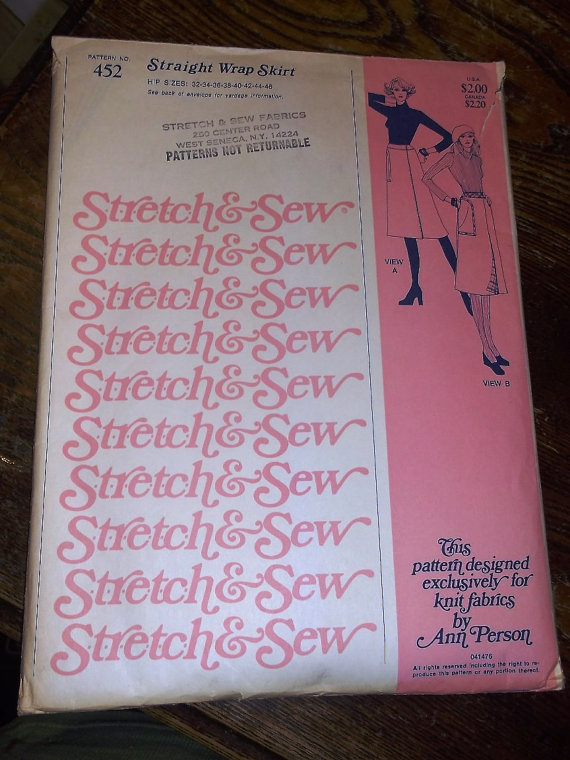 PATTERN NO.
452
Straight Wrap Skirt
HIP SIZES: 32-34-36-38-40-42-44-46
See back of envelope for yardage information.
STRETCH & SEW FABRICS
250 CENTER ROAD
WEST SENECA, N.Y. 14224
PATTERNS NOT RETURNABLE
U.S.A.
$2.00
CANADA
$2.20
VIEW
A
VIEW B
Stretch & Sew®
Stretch & Sew
Stretch & Sew
Stretch & Sew
Stretch & Sew
Stretch & Sew
Stretch & Sew
Stretch & Sew
Stretch & Sew
Stretch & Sew
This
pattern designed
exclusively for
knit fabrics
by
Ann Person
041476
All rights reserved including the right to re-
produce this pattern or any portion thereof.